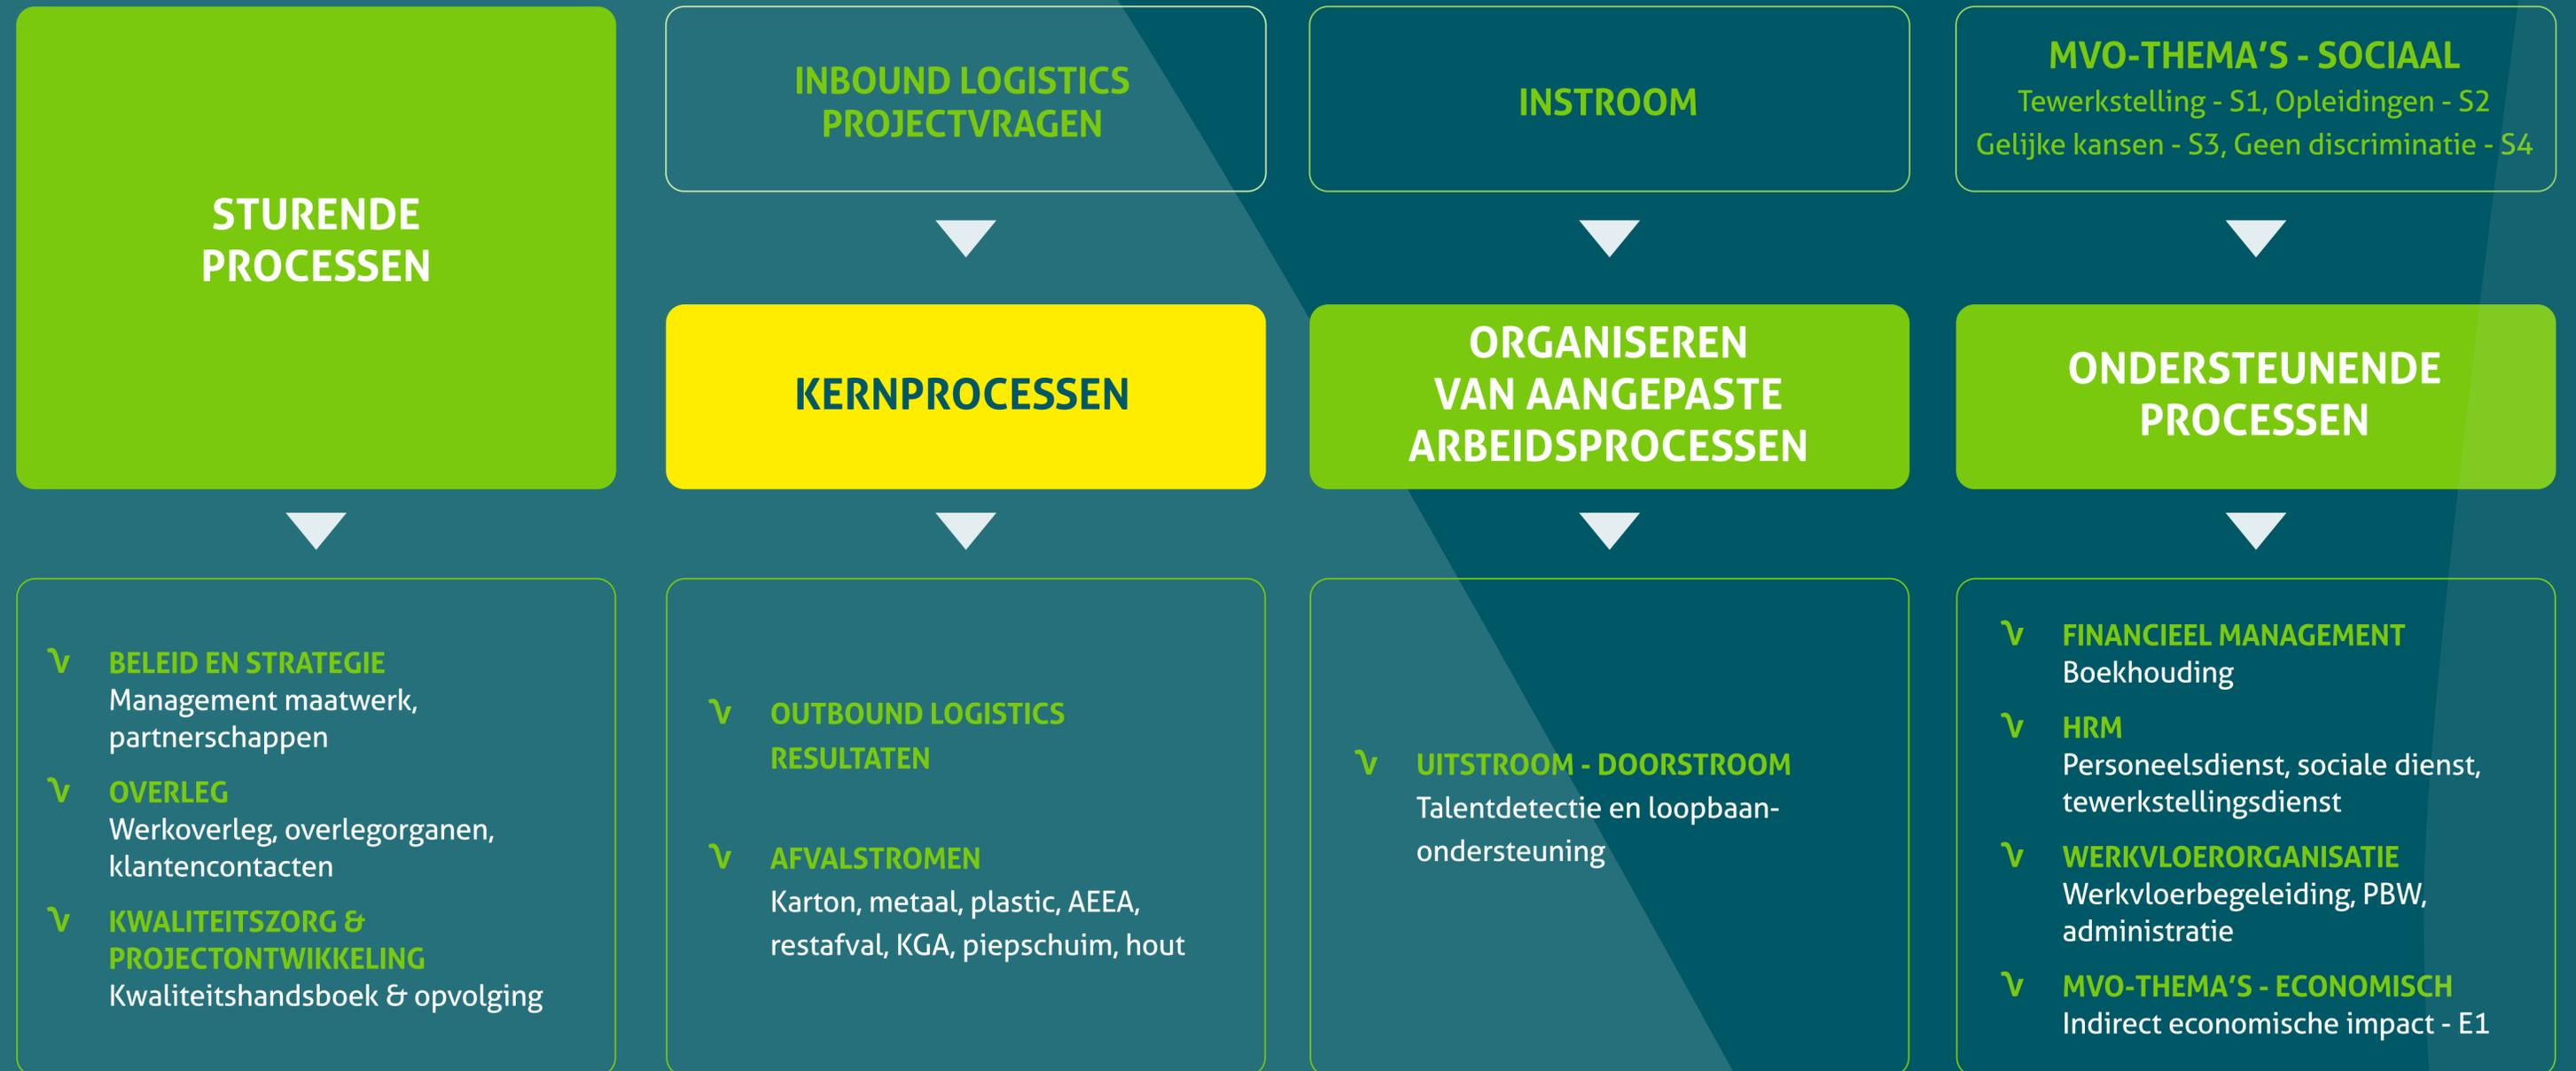 STURENDE
PROCESSEN
BELEID EN STRATEGIE
Management maatwerk,
partnerschappen
OVERLEG
Werkoverleg, overlegorganen,
klantencontacten
KWALITEITSZORG &
PROJECTONTWIKKELING
Kwaliteitshandsboek & opvolging
INBOUND LOGISTICS
PROJECTVRAGEN
KERNPROCESSEN
OUTBOUND LOGISTICS
RESULTATEN
AFVALSTROMEN
Karton, metaal, plastic, AEEA,
restafval, KGA, piepschuim, hout
INSTROOM
ORGANISEREN
VAN AANGEPASTE
ARBEIDSPROCESSEN
UITSTROOM - DOORSTROOM
Talentdetectie en loopbaan-
ondersteuning
MVO-THEMA’S - SOCIAAL
Tewerkstelling - S1, Opleidingen - S2
Gelijke kansen - S3, Geen discriminatie - S4
ONDERSTEUNENDE
PROCESSEN
FINANCIEEL MANAGEMENT
Boekhouding
HRM
Personeelsdienst, sociale dienst,
tewerkstellingsdienst
WERKVLOERORGANISATIE
Werkvloerbegeleiding, PBW,
administratie
MVO-THEMA’S - ECONOMISCH
Indirect economische impact - E1